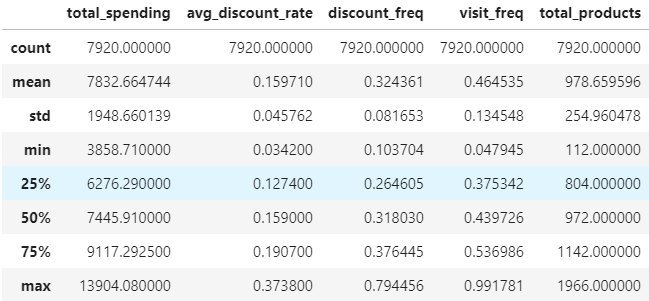 total_spending avg_discount_rate discount_freq visit_freq total_products
count 7920.000000 7920.000000 7920.000000 7920.000000 7920.000000
mean 7832.664744 0.159710 0.324361 0.464535 978.659596
std 1948.660139 0.045762 0.081653 0.134548 254.960478
min 3858.710000 0.034200 0.103704 0.047945 112.000000
25% 6276.290000 0.127400 0.264605 0.375342 804.000000
50% 7445.910000 0.159000 0.318030 0.439726 972.000000
75% 9117.292500 0.190700 0.376445 0.536986 1142.000000
max 13904.080000 0.373800 0.794456 0.991781 1966.000000